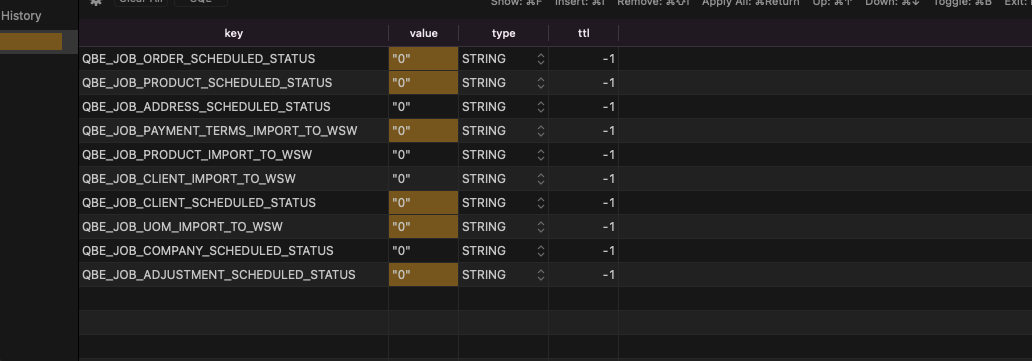 Clear All SQL Show: ⌘F Insert: ⌘I Remove: Apply All: ⌘Return Up: ⌘↑ Down: ⌘↓ Toggle: ⌘B Exit:
History
key value type ttl
QBE_JOB_ORDER_SCHEDULED_STATUS "0" STRING -1
QBE_JOB_PRODUCT_SCHEDULED_STATUS "0" STRING -1
QBE_JOB_ADDRESS_SCHEDULED_STATUS "0" STRING -1
QBE_JOB_PAYMENT_TERMS_IMPORT_TO_WSW "0" STRING -1
QBE_JOB_PRODUCT_IMPORT_TO_WSW "0" STRING -1
QBE_JOB_CLIENT_IMPORT_TO_WSW "0" STRING -1
QBE_JOB_CLIENT_SCHEDULED_STATUS "0" STRING -1
QBE_JOB_UOM_IMPORT_TO_WSW "0" STRING -1
QBE_JOB_COMPANY_SCHEDULED_STATUS "0" STRING -1
QBE_JOB_ADJUSTMENT_SCHEDULED_STATUS "0" STRING -1